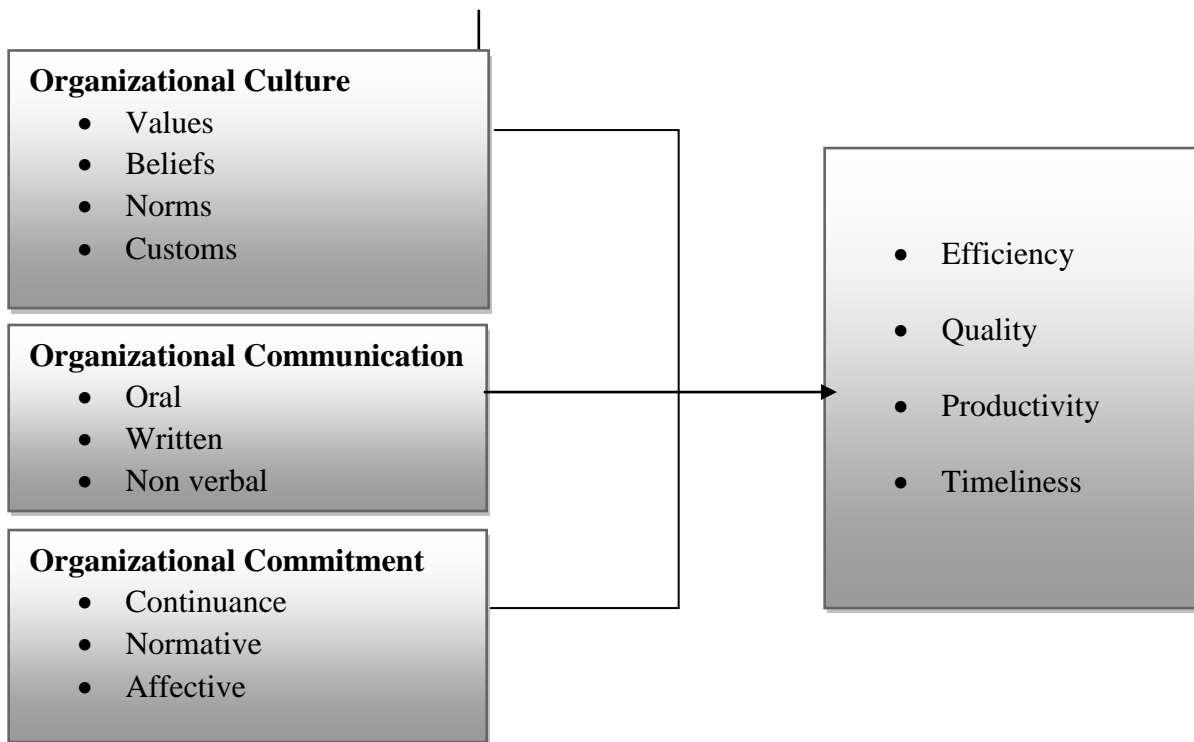 Organizational Culture
• Values
• Beliefs
• Norms
• Customs
Organizational Communication
• Oral
• Written
• Non verbal
Organizational Commitment
• Continuance
• Normative
• Affective
• Efficiency
• Quality
• Productivity
• Timeliness